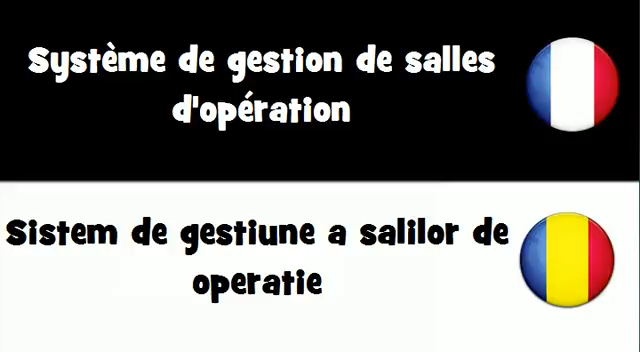 Système de gestion de salles
d'opération
Sistem de gestiune a salilor de
operatie